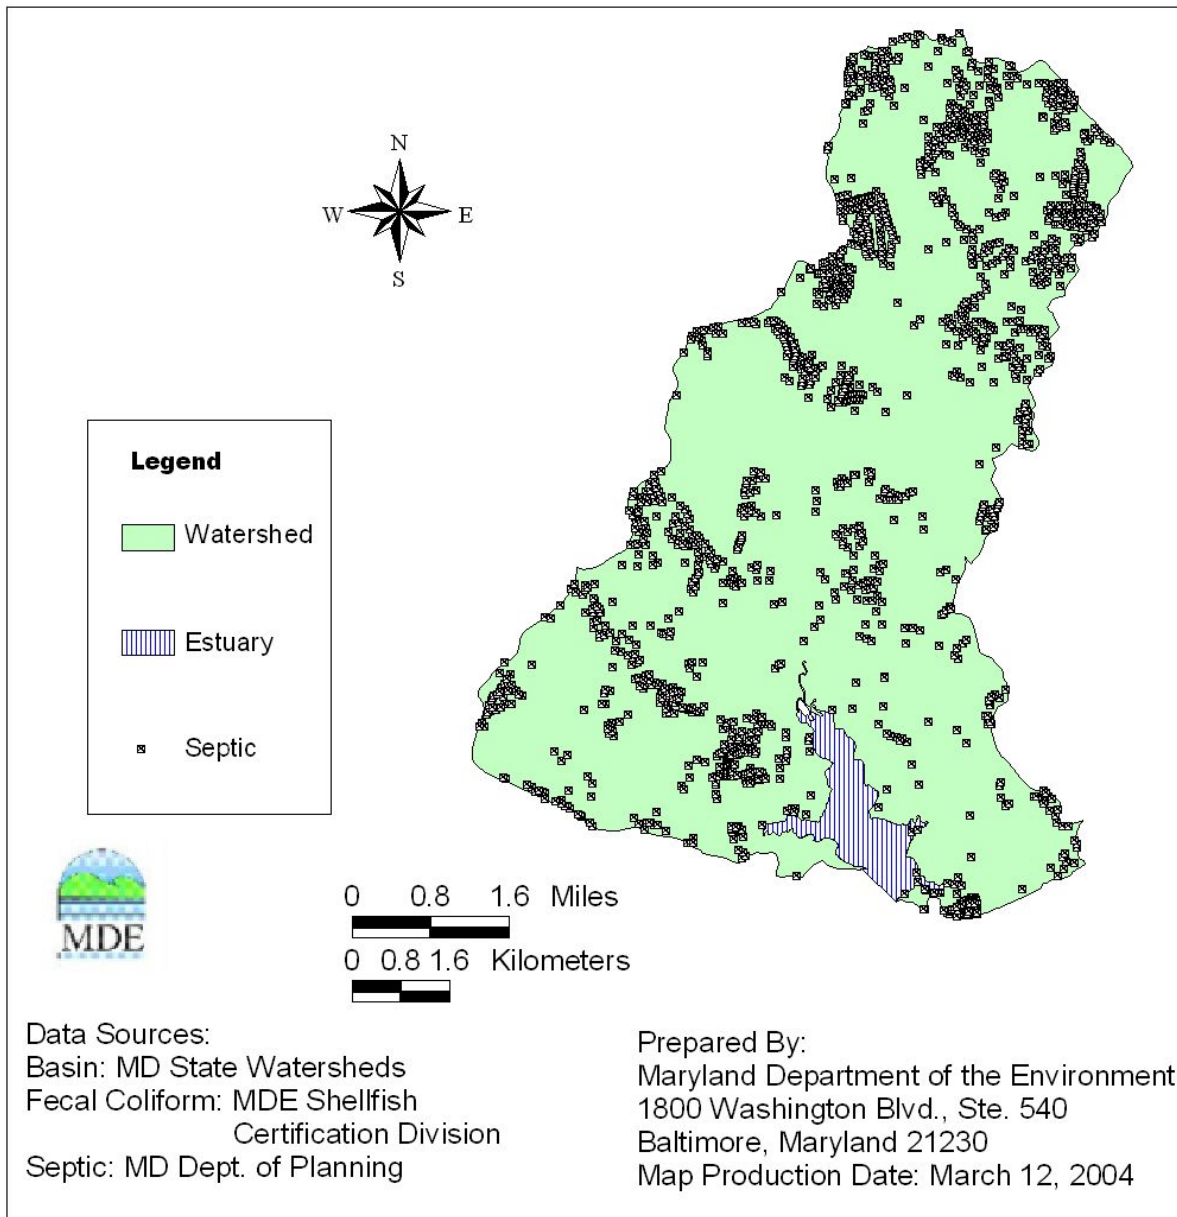 N
W E
S
Legend
Watershed
Estuary
Septic
MDE
0 0.8 1.6 Miles
0 0.8 1.6 Kilometers
Data Sources:
Basin: MD State Watersheds
Fecal Coliform: MDE Shellfish
Certification Division
Septic: MD Dept. of Planning
Prepared By:
Maryland Department of the Environment
1800 Washington Blvd., Ste. 540
Baltimore, Maryland 21230
Map Production Date: March 12, 2004